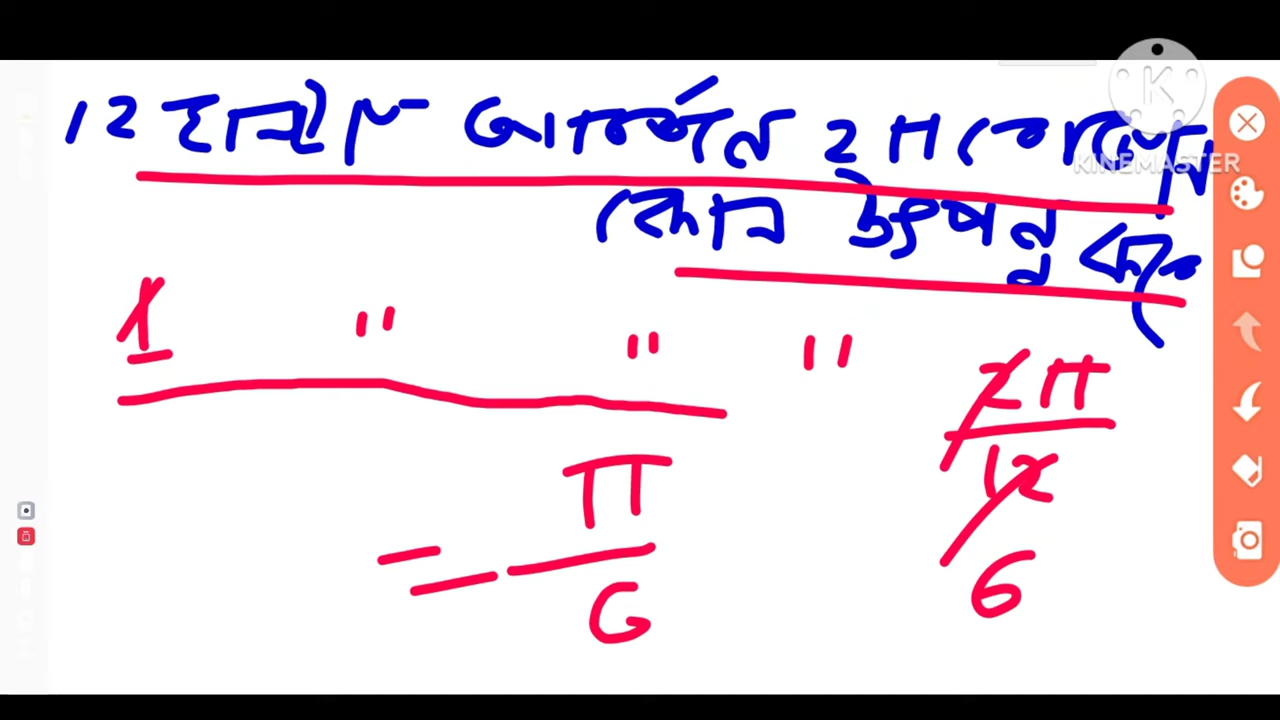 12 ঘন্টায় আবর্তনে 2π রেডিয়ান
কোন উৎপন্ন করে
1 " " " 2π/12
6
= π/6
KINEMASTER